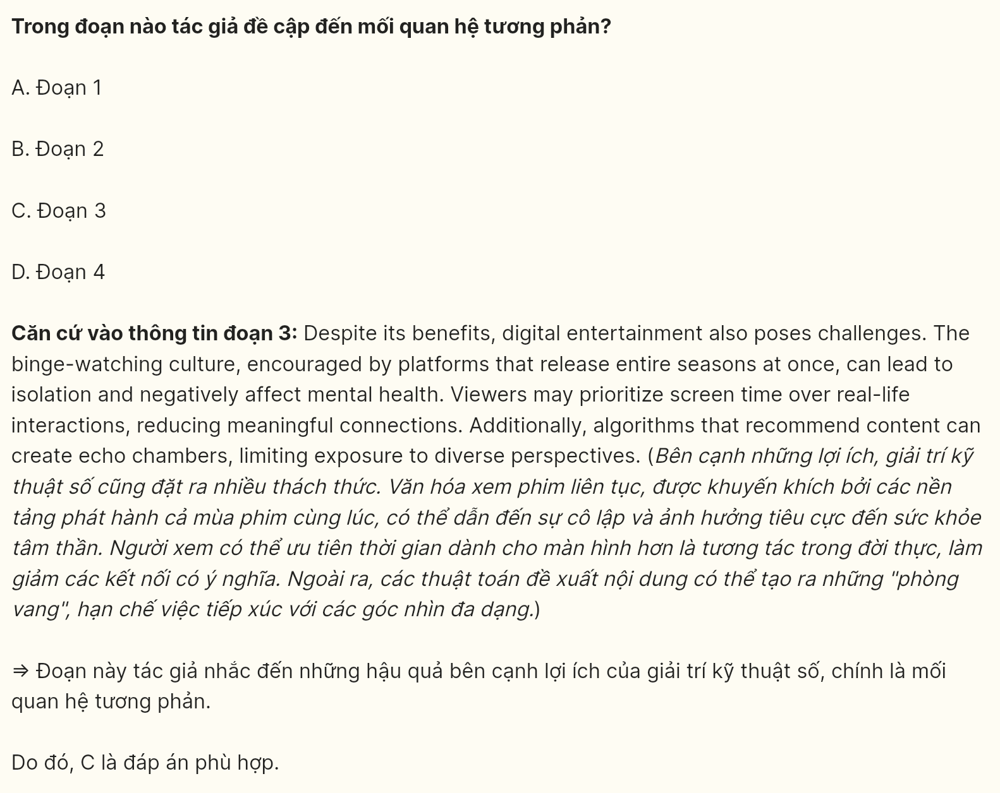 Trong đoạn nào tác giả đề cập đến mối quan hệ tương phản?
A. Đoạn 1
B. Đoạn 2
C. Đoạn 3
D. Đoạn 4
Căn cứ vào thông tin đoạn 3: Despite its benefits, digital entertainment also poses challenges. The
binge-watching culture, encouraged by platforms that release entire seasons at once, can lead to
isolation and negatively affect mental health. Viewers may prioritize screen time over real-life
interactions, reducing meaningful connections. Additionally, algorithms that recommend content can
create echo chambers, limiting exposure to diverse perspectives. (Bên cạnh những lợi ích, giải trí kỹ
thuật số cũng đặt ra nhiều thách thức. Văn hóa xem phim liên tục, được khuyến khích bởi các nền
tảng phát hành cả mùa phim cùng lúc, có thể dẫn đến sự cô lập và ảnh hưởng tiêu cực đến sức khỏe
tâm thần. Người xem có thể ưu tiên thời gian dành cho màn hình hơn là tương tác trong đời thực, làm
giảm các kết nối có ý nghĩa. Ngoài ra, các thuật toán đề xuất nội dung có thể tạo ra những "phòng
vang", hạn chế việc tiếp xúc với các góc nhìn đa dạng.)
⇒ Đoạn này tác giả nhắc đến những hậu quả bên cạnh lợi ích của giải trí kỹ thuật số, chính là mối
quan hệ tương phản.
Do đó, C là đáp án phù hợp.